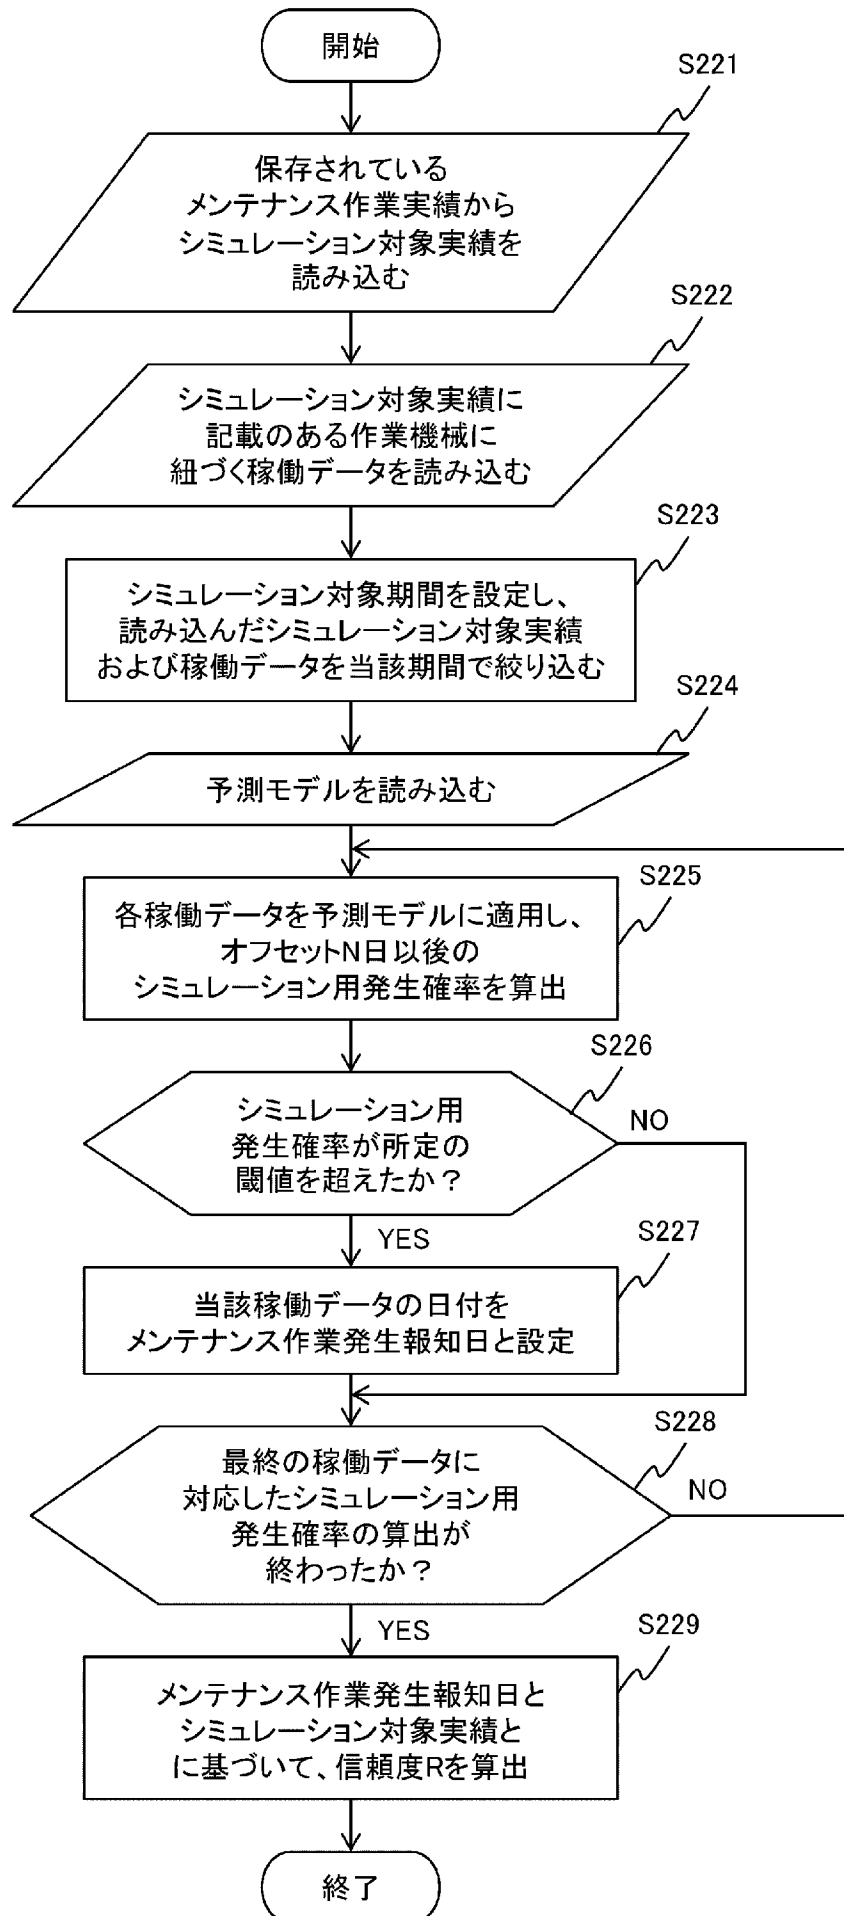 開始
S221
保存されている
メンテナンス作業実績から
シミュレーション対象実績を
読み込む
S222
シミュレーション対象実績に
記載のある作業機械に
紐づく稼働データを読み込む
S223
シミュレーション対象期間を設定し、
読み込んだシミュレーション対象実績
および稼働データを当該期間で絞り込む
S224
予測モデルを読み込む
S225
各稼働データを予測モデルに適用し、
オフセットN日以後の
シミュレーション用発生確率を算出
S226
シミュレーション用
発生確率が所定の
閾値を超えたか？
NO
YES
S227
当該稼働データの日付を
メンテナンス作業発生報知日と設定
S228
最終の稼働データに
対応したシミュレーション用
発生確率の算出が
終わったか？
NO
YES
S229
メンテナンス作業発生報知日と
シミュレーション対象実績と
に基づいて、信頼度Rを算出
終了